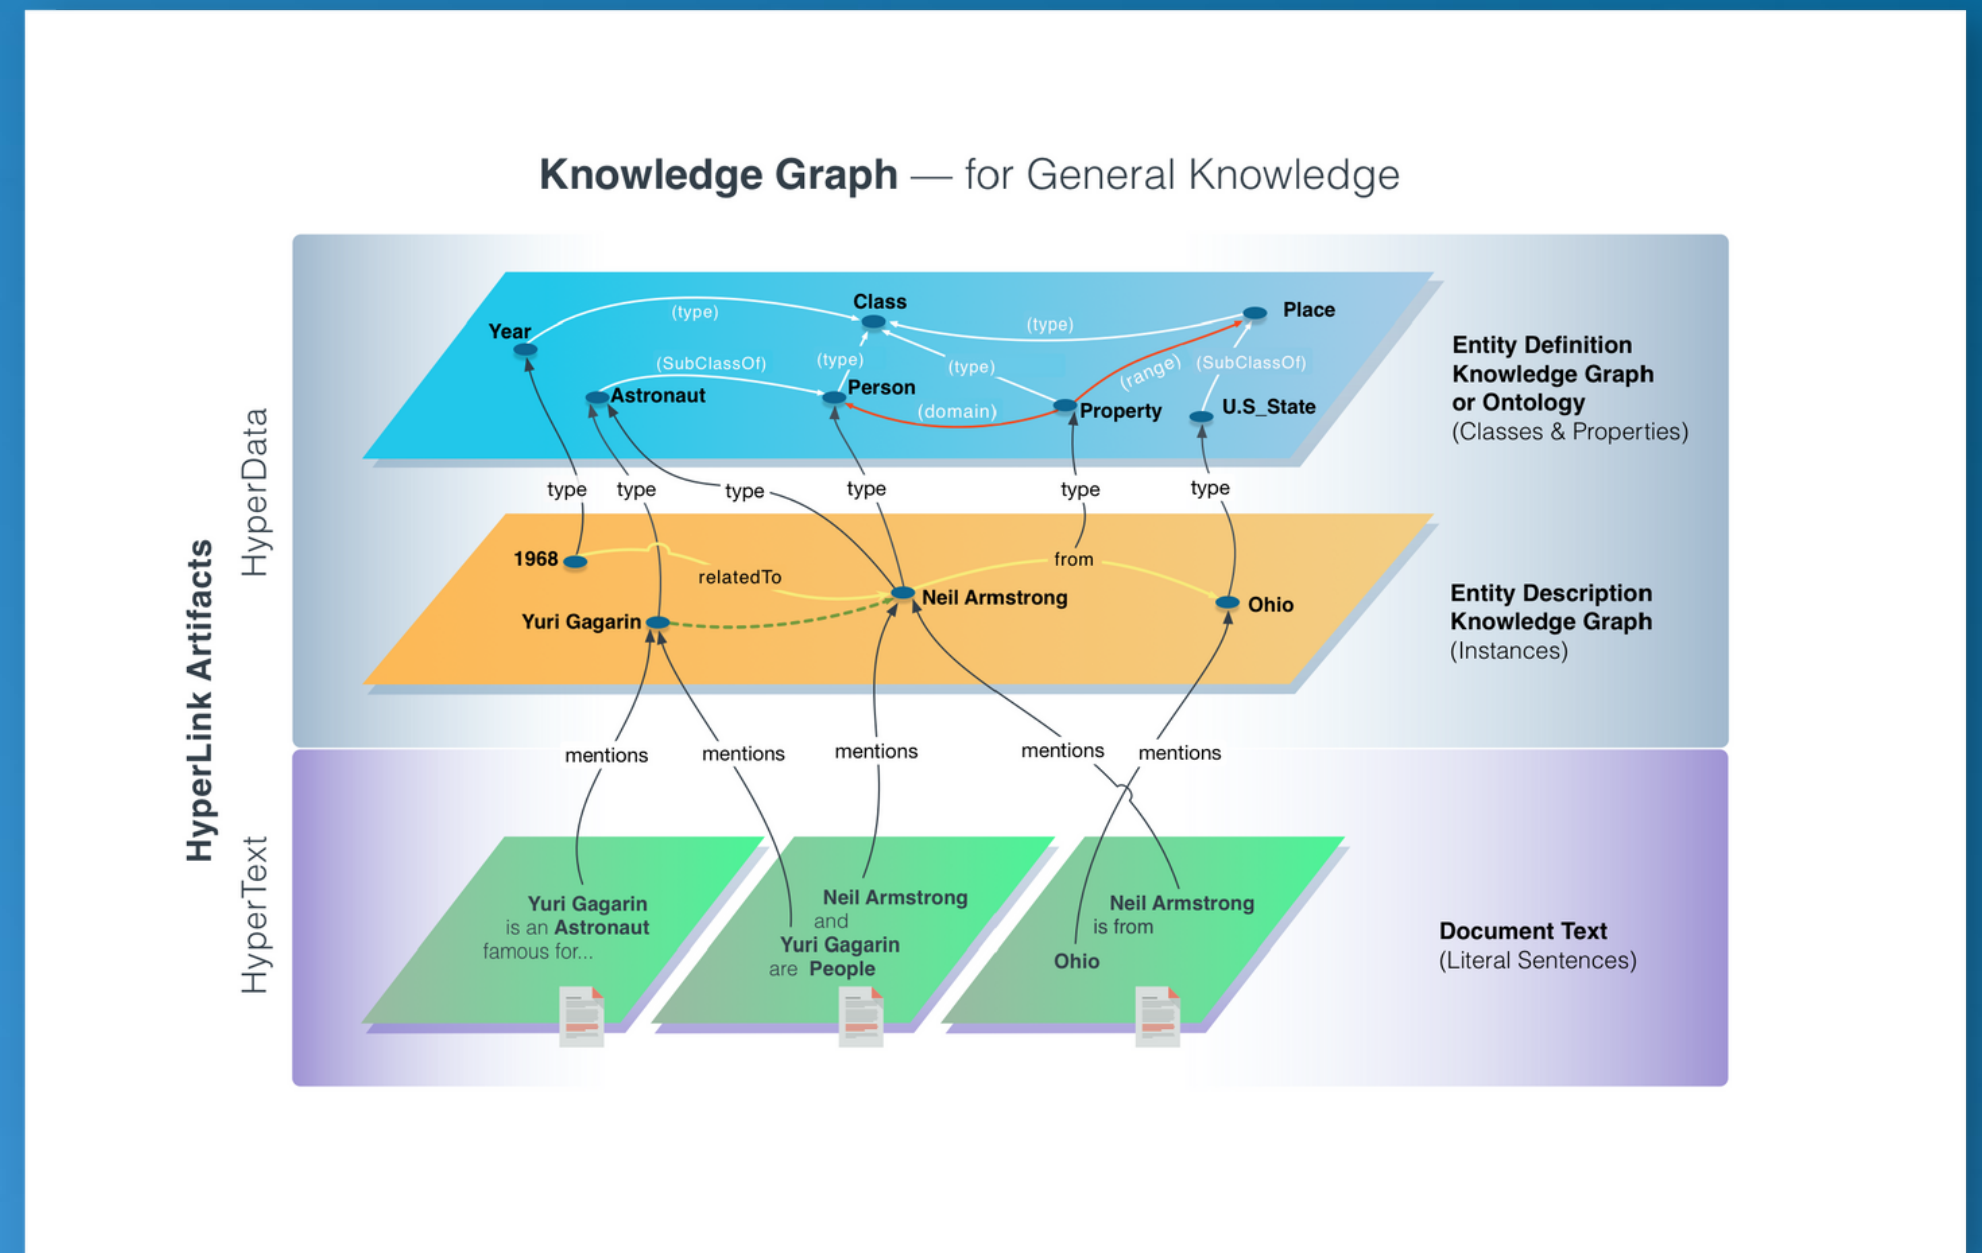 Knowledge Graph — for General Knowledge
HyperLink Artifacts
HyperData
HyperText
Class
Place
Year
(type)
(type)
(SubClassOf)
(type)
(type)
(range)
(SubClassOf)
Person
Astronaut
(domain)
Property
U.S_State
Entity Definition
Knowledge Graph
or Ontology
(Classes & Properties)
type
type
type
type
type
type
1968
relatedTo
from
Neil Armstrong
Ohio
Yuri Gagarin
Entity Description
Knowledge Graph
(Instances)
mentions
mentions
mentions
mentions
mentions
Yuri Gagarin
is an Astronaut
famous for...
Neil Armstrong
and
Yuri Gagarin
are People
Neil Armstrong
is from
Ohio
Document Text
(Literal Sentences)